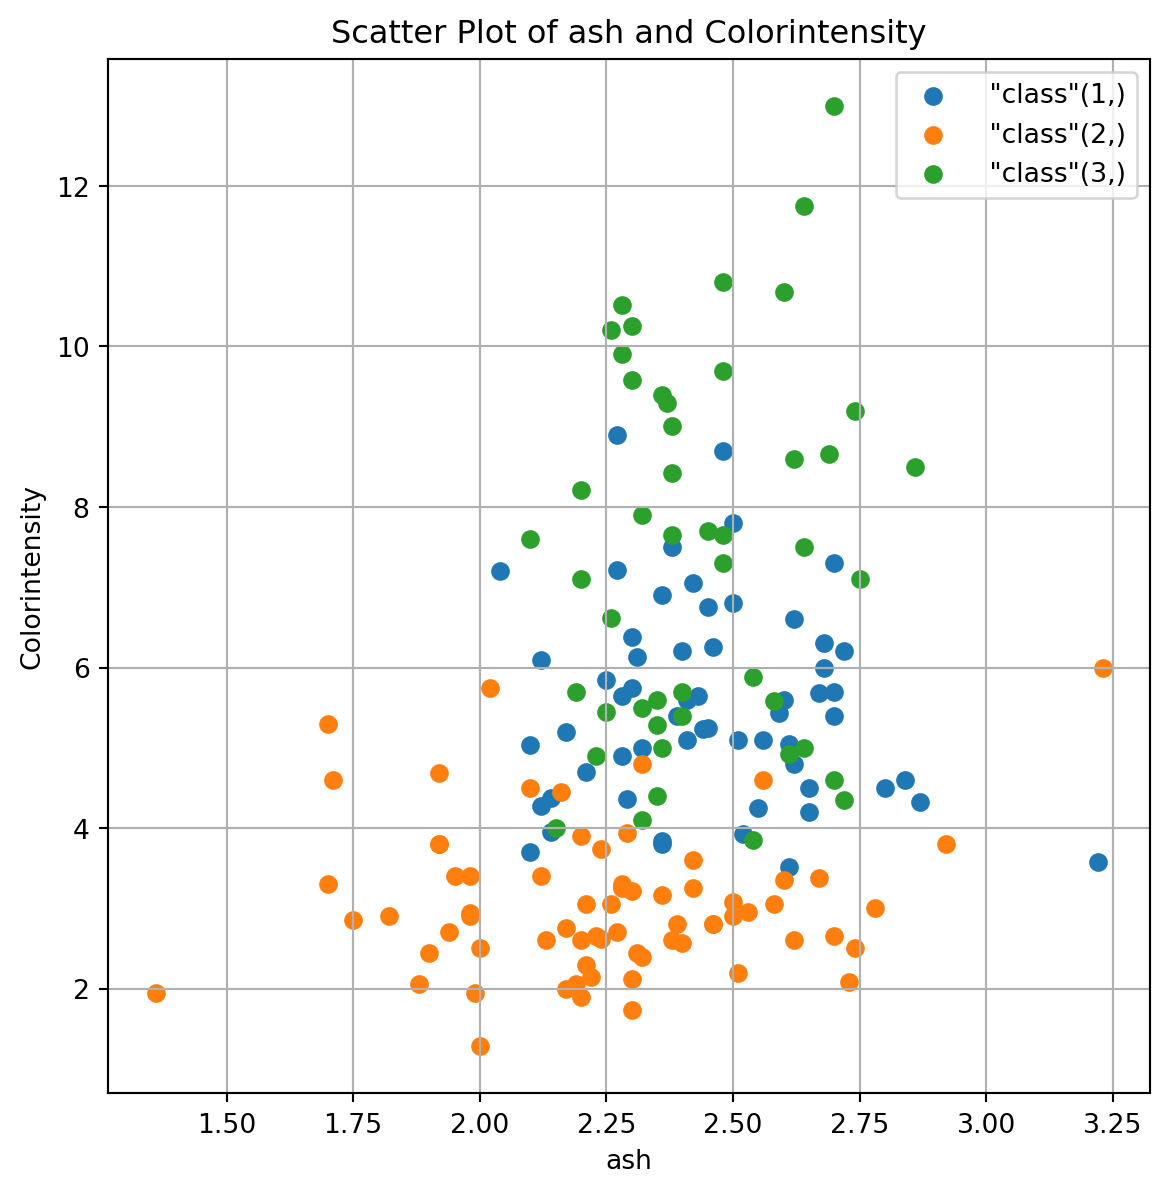 Scatter Plot of ash and Colorintensity
"class"(1,)
"class"(2,)
"class"(3,)
12
10
8
6
4
2
Colorintensity
1.50 1.75 2.00 2.25 2.50 2.75 3.00 3.25
ash